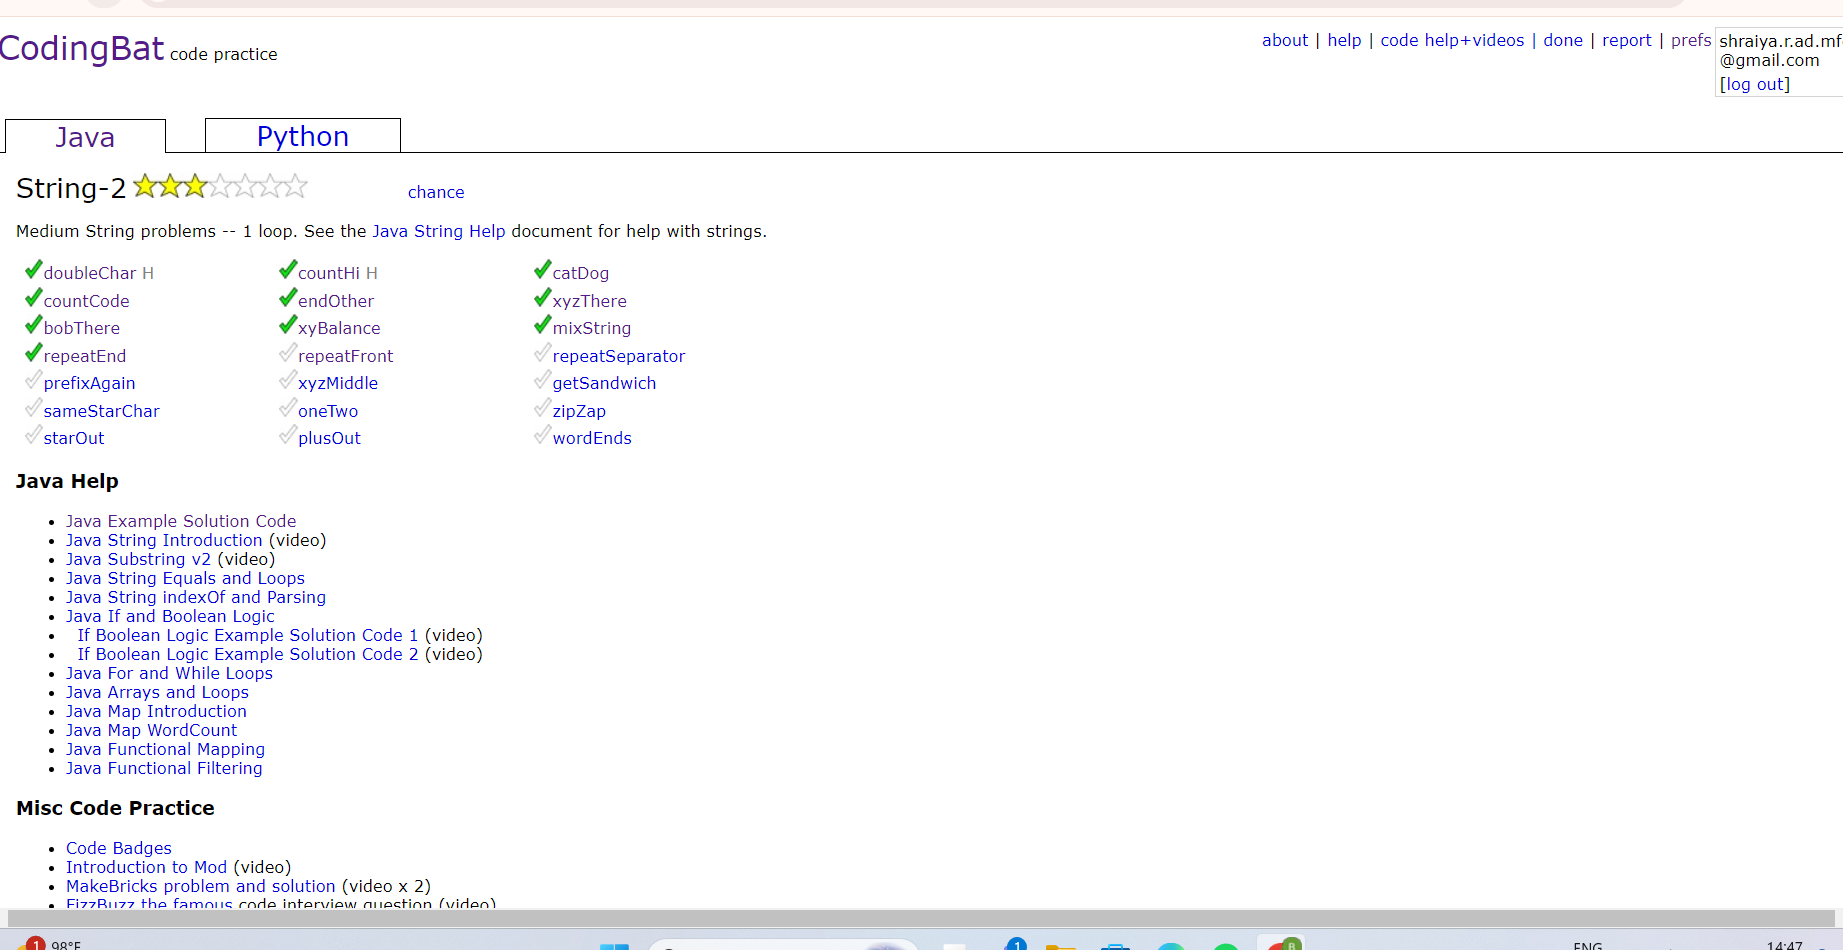 CodingBat code practice
about | help | code help+videos | done | report | prefs
shraiya.r.ad.mf
@gmail.com
[log out]
Java
Python
String-2
chance
Medium String problems -- 1 loop. See the Java String Help document for help with strings.
doubleChar H countHi H catDog
countCode endOther xyzThere
bobThere xyBalance mixString
repeatEnd repeatFront repeatSeparator
prefixAgain xyzMiddle getSandwich
sameStarChar oneTwo zipZap
starOut plusOut wordEnds
Java Help
• Java Example Solution Code
• Java String Introduction (video)
• Java Substring v2 (video)
• Java String Equals and Loops
• Java String indexOf and Parsing
• Java If and Boolean Logic
• If Boolean Logic Example Solution Code 1 (video)
• If Boolean Logic Example Solution Code 2 (video)
• Java For and While Loops
• Java Arrays and Loops
• Java Map Introduction
• Java Map WordCount
• Java Functional Mapping
• Java Functional Filtering
Misc Code Practice
• Code Badges
• Introduction to Mod (video)
• MakeBricks problem and solution (video x 2)
• FizzBuzz the famous code interview question (video)
1 98°F 1 B ENG 14:47